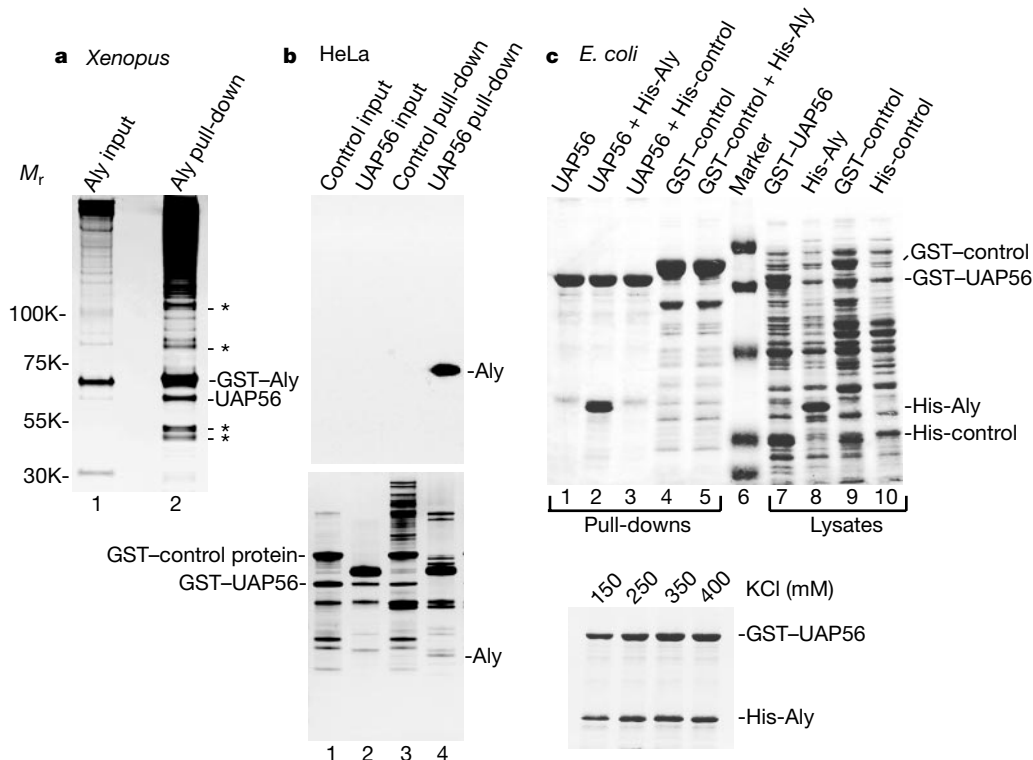 a Xenopus
Aly input
Aly pull-down
Mr
100K-
75K-
55K-
30K-
- *
- *
-GST–Aly
-UAP56
- *
- *
1 2
b HeLa
Control input
UAP56 input
Control pull-down
UAP56 pull-down
-Aly
GST–control protein-
GST–UAP56-
-Aly
1 2 3 4
c E. coli
UAP56
UAP56 + His-Aly
UAP56 + His-control
GST-control
GST-control + His-Aly
Marker
GST-UAP56
His-Aly
GST-control
His-control
GST–control
-GST–UAP56
-His–Aly
-His–control
1 2 3 4 5 6 7 8 9 10
Pull-downs Lysates
150 250 350 400 KCl (mM)
-GST–UAP56
-His–Aly